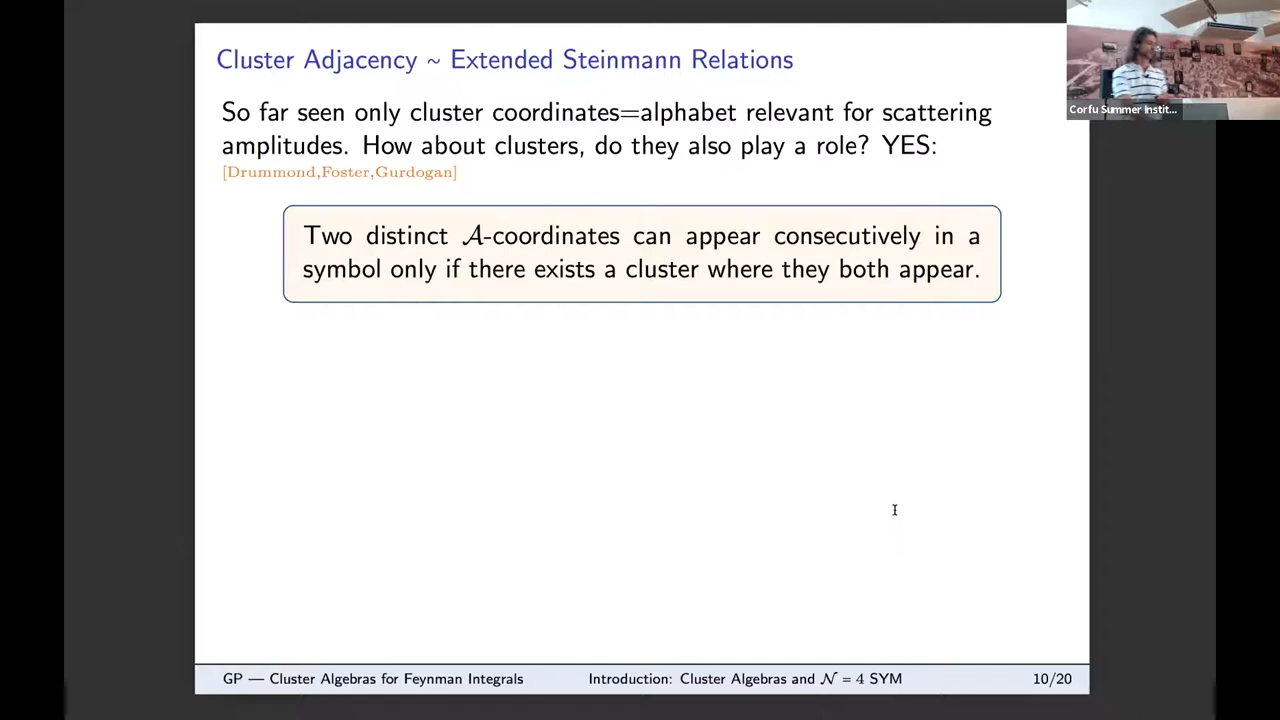 Cluster Adjacency ~ Extended Steinmann Relations
So far seen only cluster coordinates=alphabet relevant for scattering
amplitudes. How about clusters, do they also play a role? YES:
[Drummond,Foster,Gurdogan]
Two distinct 𝒜-coordinates can appear consecutively in a
symbol only if there exists a cluster where they both appear.
Corfu Summer Instit...
GP — Cluster Algebras for Feynman Integrals
Introduction: Cluster Algebras and 𝒩 = 4 SYM
10/20